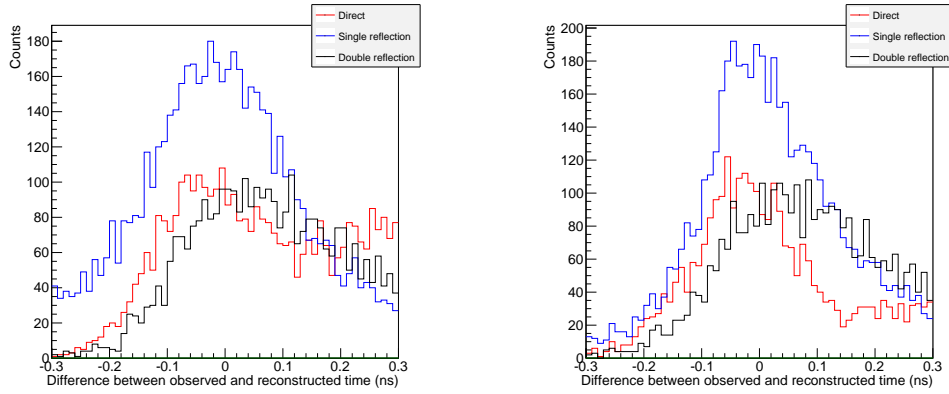 Counts
180
160
140
120
100
80
60
40
20
0
-0.3 -0.2 -0.1 0 0.1 0.2 0.3
Difference between observed and reconstructed time (ns)
Direct
Single reflection
Double reflection
Counts
200
180
160
140
120
100
80
60
40
20
0
-0.3 -0.2 -0.1 0 0.1 0.2 0.3
Difference between observed and reconstructed time (ns)
Direct
Single reflection
Double reflection